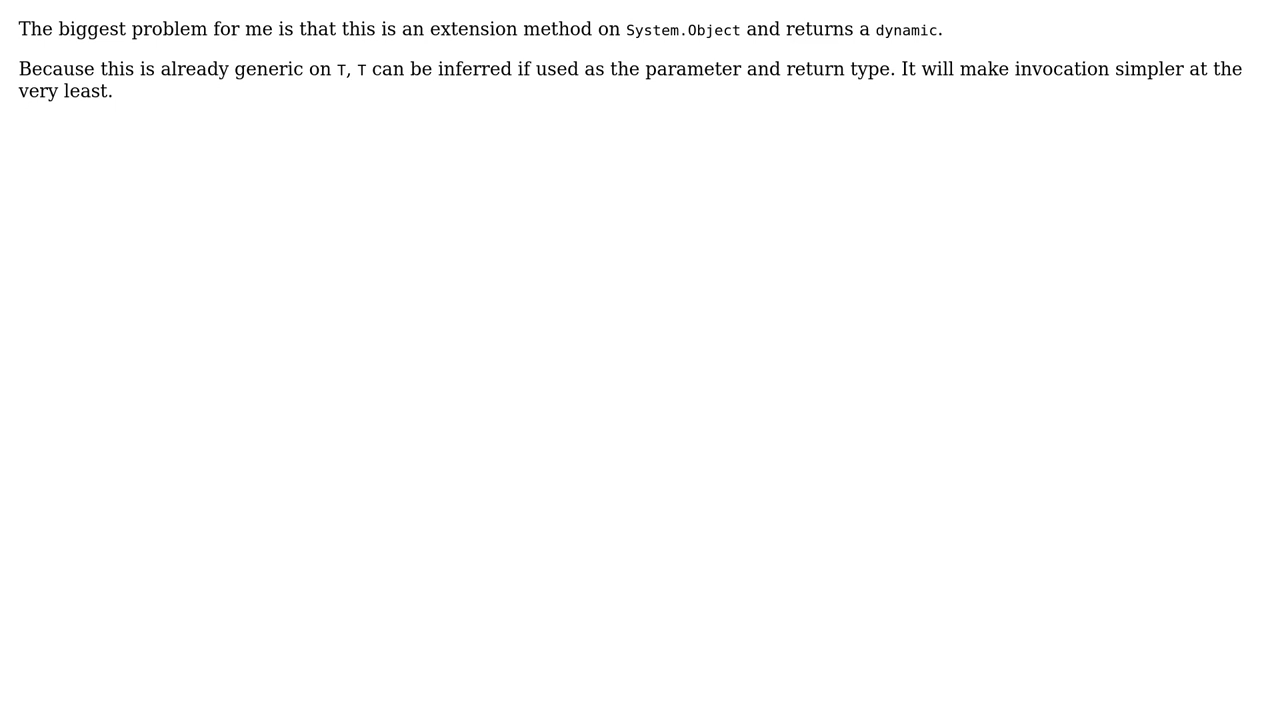 The biggest problem for me is that this is an extension method on System.Object and returns a dynamic.
Because this is already generic on T, T can be inferred if used as the parameter and return type. It will make invocation simpler at the
very least.